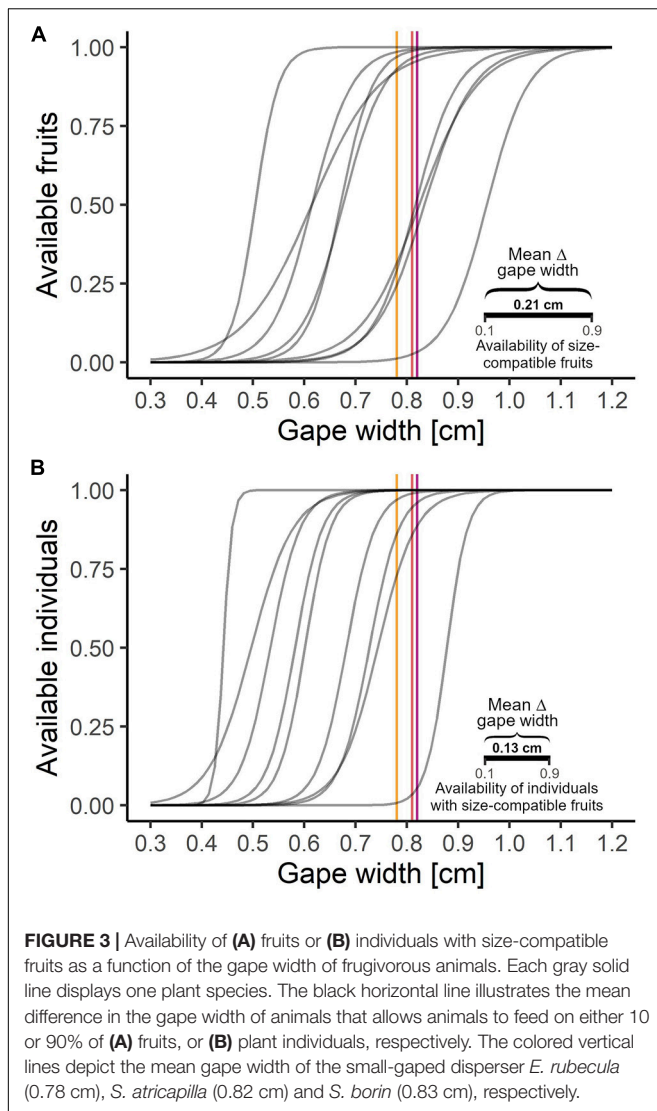 A
1.00
0.75
0.50
0.25
0.00
Available fruits
Mean Δ
gape width
0.21 cm
0.1 0.9
Availability of size-
compatible fruits
0.3 0.4 0.5 0.6 0.7 0.8 0.9 1.0 1.1 1.2
Gape width [cm]
B
1.00
0.75
0.50
0.25
0.00
Available individuals
Mean Δ
gape width
0.13 cm
0.1 0.9
Availability of individuals
with size-compatible fruits
0.3 0.4 0.5 0.6 0.7 0.8 0.9 1.0 1.1 1.2
Gape width [cm]
FIGURE 3 | Availability of (A) fruits or (B) individuals with size-compatible
fruits as a function of the gape width of frugivorous animals. Each gray solid
line displays one plant species. The black horizontal line illustrates the mean
difference in the gape width of animals that allows animals to feed on either 10
or 90% of (A) fruits, or (B) plant individuals, respectively. The colored vertical
lines depict the mean gape width of the small-gaped disperser E. rubecula
(0.78 cm), S. atricapilla (0.82 cm) and S. borin (0.83 cm), respectively.